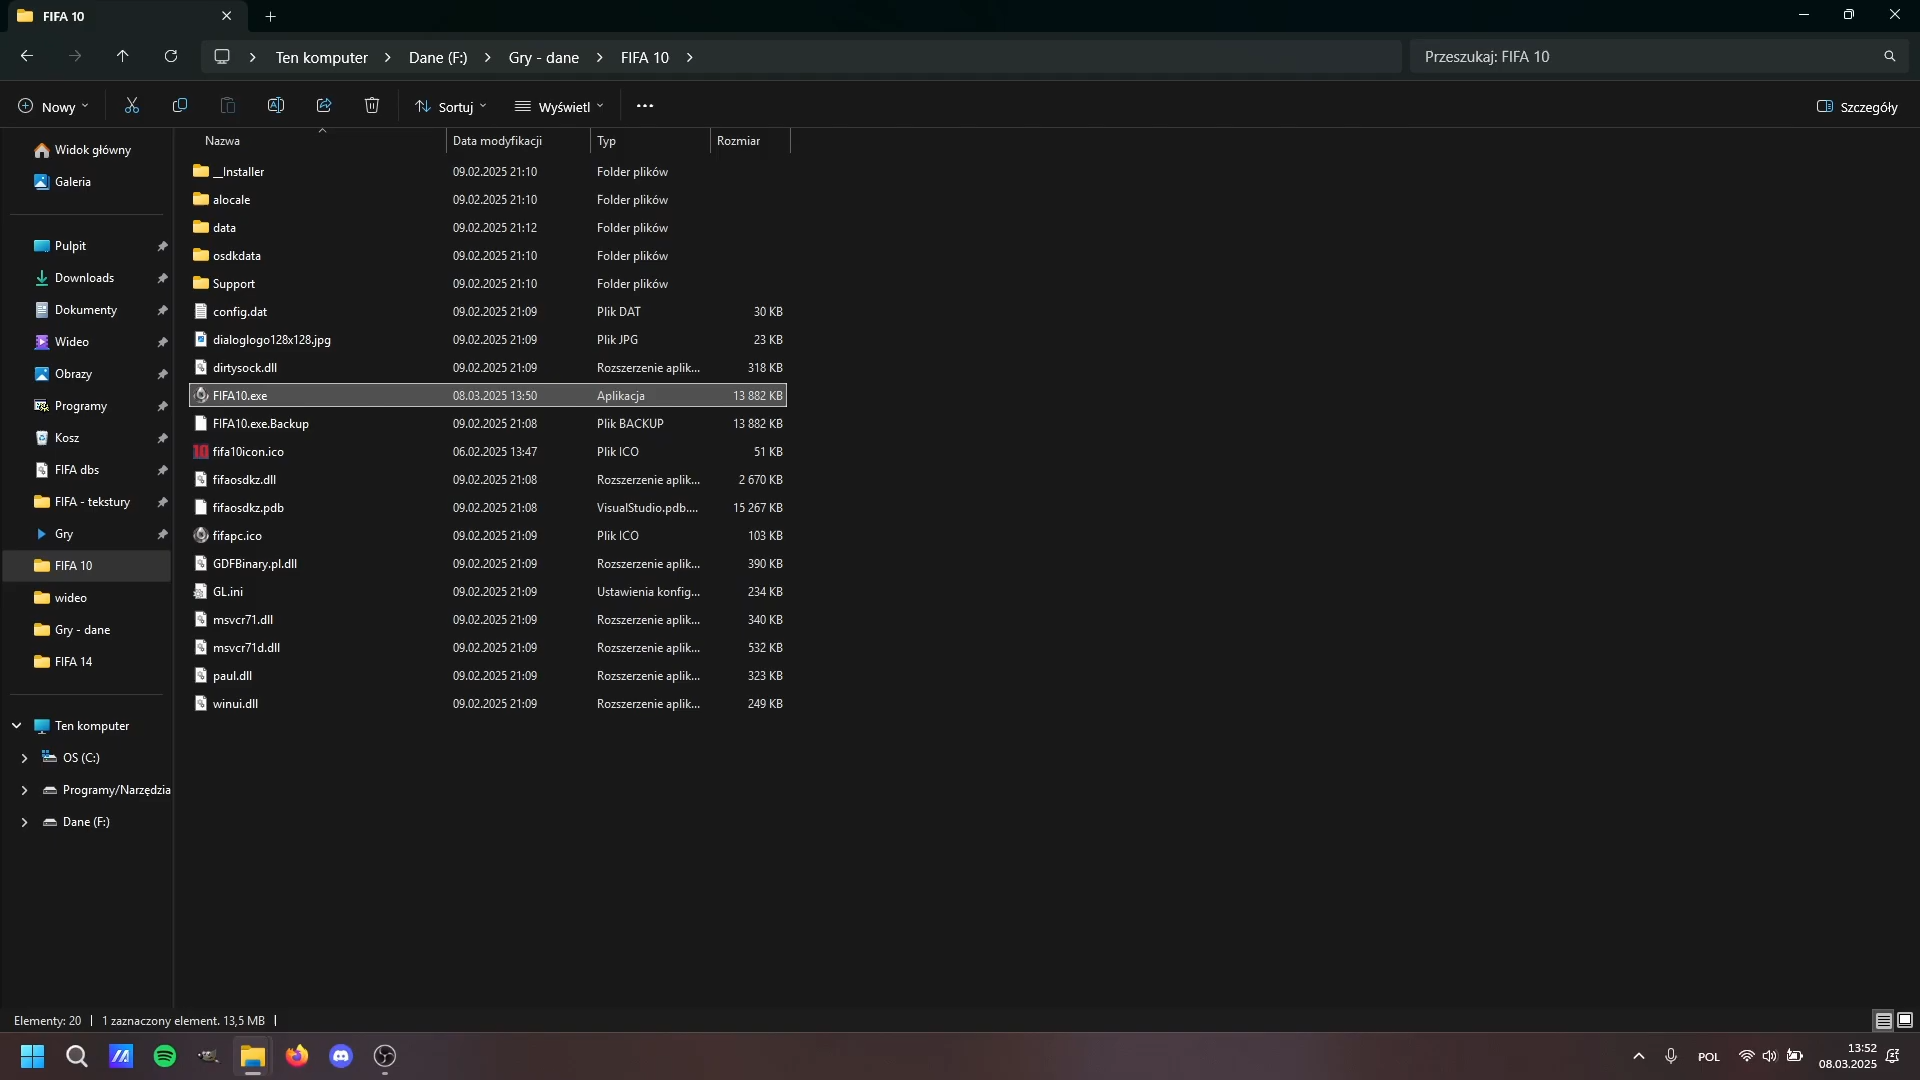 FIFA 10
Ten komputer
Dane (F:)
Gry - dane
FIFA 10
Przeszukaj: FIFA 10
Nowy
Sortuj
Wyświetl
Szczegóły
Widok główny
Galeria
Pulpit
Downloads
Dokumenty
Wideo
Obrazy
Programy
Kosz
FIFA dbs
FIFA - tekstury
Gry
FIFA 10
wideo
Gry - dane
FIFA 14
Ten komputer
OS (C:)
Programy/Narzędzia
Dane (F:)
Nazwa Data modyfikacji Typ Rozmiar
__Installer 09.02.2025 21:10 Folder plików
alocale 09.02.2025 21:10 Folder plików
data 09.02.2025 21:12 Folder plików
osdkdata 09.02.2025 21:10 Folder plików
Support 09.02.2025 21:10 Folder plików
config.dat 09.02.2025 21:09 Plik DAT 30 KB
dialoglogo128x128.jpg 09.02.2025 21:09 Plik JPG 23 KB
dirtysock.dll 09.02.2025 21:09 Rozszerzenie aplik... 318 KB
FIFA10.exe 08.03.2025 13:50 Aplikacja 13 882 KB
FIFA10.exe.Backup 09.02.2025 21:08 Plik BACKUP 13 882 KB
fifa10icon.ico 06.02.2025 13:47 Plik ICO 51 KB
fifaosdkz.dll 09.02.2025 21:08 Rozszerzenie aplik... 2 670 KB
fifaosdkz.pdb 09.02.2025 21:08 VisualStudio.pdb.... 15 267 KB
fifapc.ico 09.02.2025 21:09 Plik ICO 103 KB
GDFBinary.pl.dll 09.02.2025 21:09 Rozszerzenie aplik... 390 KB
GL.ini 09.02.2025 21:09 Ustawienia konfig... 234 KB
msvcr71.dll 09.02.2025 21:09 Rozszerzenie aplik... 340 KB
msvcr71d.dll 09.02.2025 21:09 Rozszerzenie aplik... 532 KB
paul.dll 09.02.2025 21:09 Rozszerzenie aplik... 323 KB
winui.dll 09.02.2025 21:09 Rozszerzenie aplik... 249 KB
Elementy: 20 | 1 zaznaczony element. 13,5 MB |
POL
13:52
08.03.2025